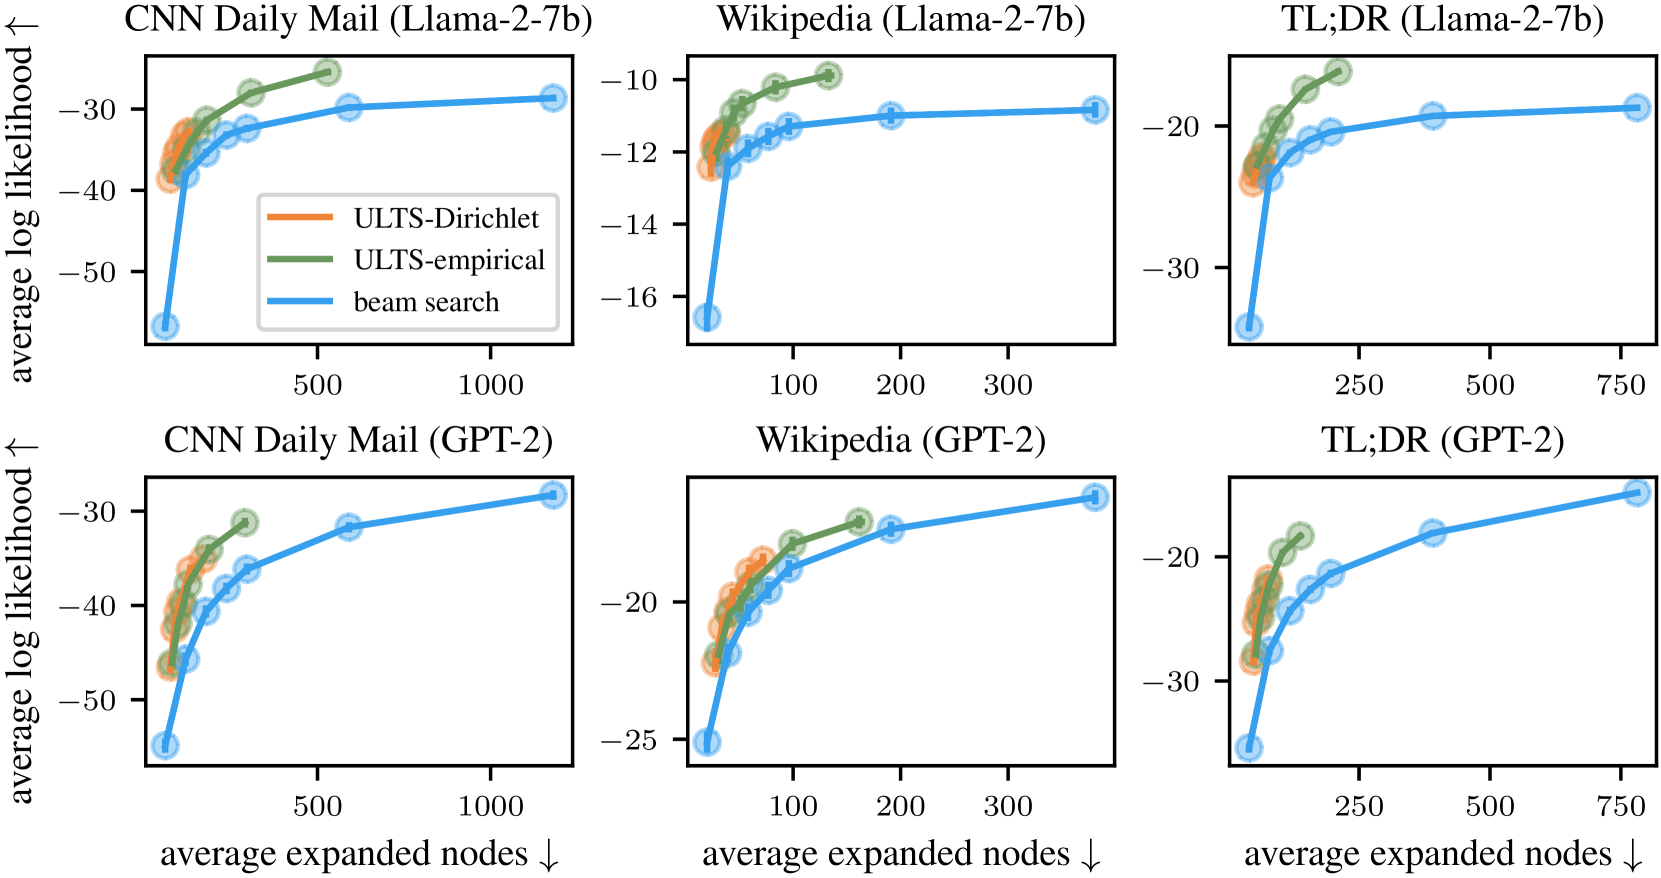 CNN Daily Mail (Llama-2-7b)
Wikipedia (Llama-2-7b)
TL;DR (Llama-2-7b)
average log likelihood ↑
−30
−40
−50
500
1000
ULTS-Dirichlet
ULTS-empirical
beam search
−10
−12
−14
−16
100
200
300
−20
−30
250
500
750
CNN Daily Mail (GPT-2)
Wikipedia (GPT-2)
TL;DR (GPT-2)
average log likelihood ↑
−30
−40
−50
500
1000
average expanded nodes ↓
−20
−25
100
200
300
average expanded nodes ↓
−20
−30
250
500
750
average expanded nodes ↓